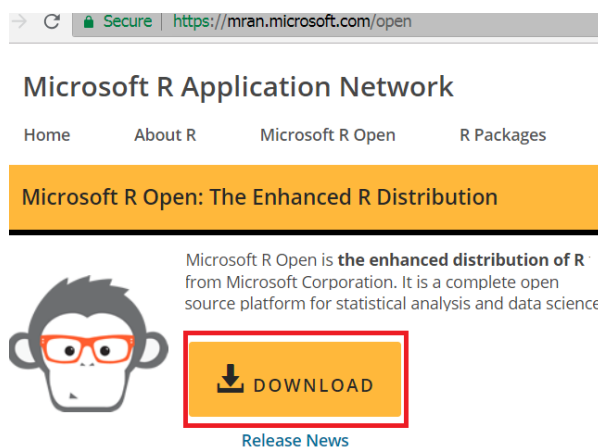 Secure | https://mran.microsoft.com/open
Microsoft R Application Network
Home About R Microsoft R Open R Packages
Microsoft R Open: The Enhanced R Distribution
Microsoft R Open is the enhanced distribution of R
from Microsoft Corporation. It is a complete open
source platform for statistical analysis and data science
DOWNLOAD
Release News